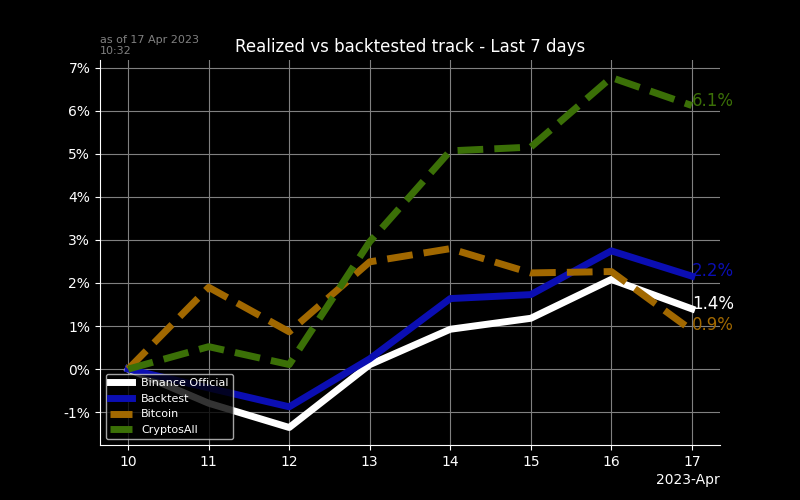 as of 17 Apr 2023
10:32
Realized vs backtested track - Last 7 days
7%
6%
5%
4%
3%
2%
1%
0%
-1%
6.1%
2.2%
1.4%
0.9%
Binance Official
Backtest
Bitcoin
CryptosAll
10 11 12 13 14 15 16 17
2023-Apr